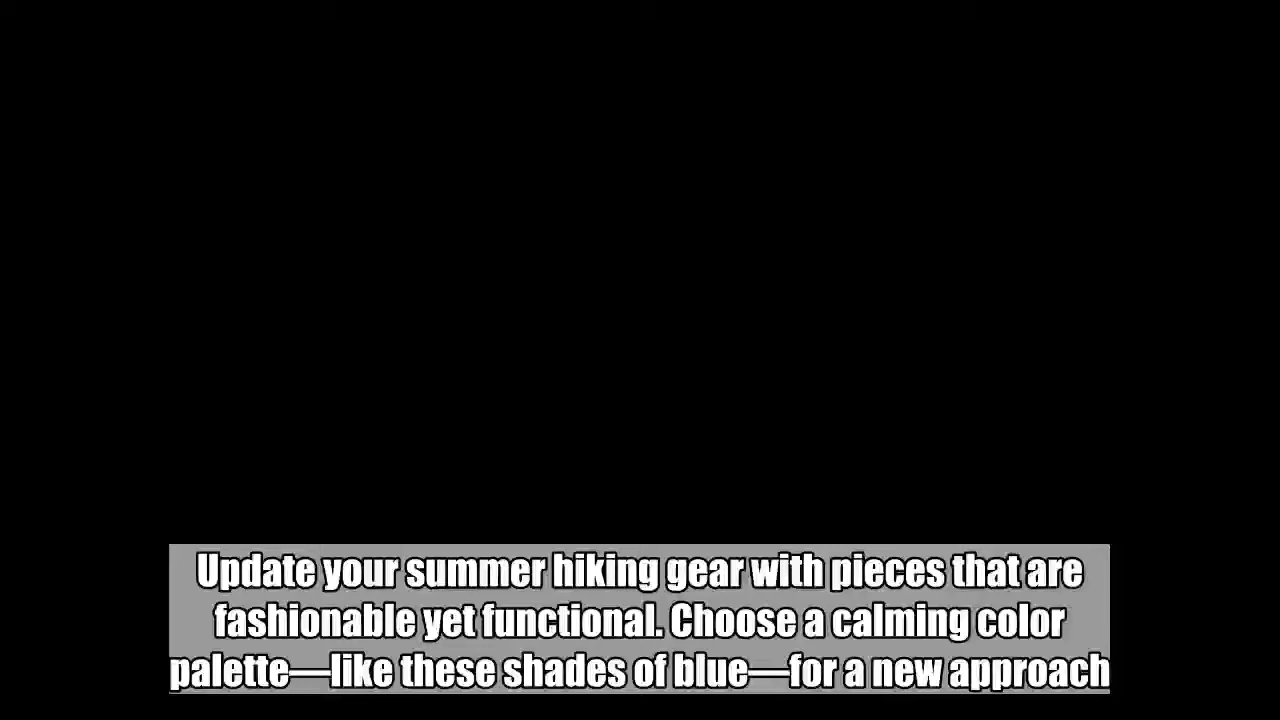 Update your summer hiking gear with pieces that are
fashionable yet functional. Choose a calming color
palette—like these shades of blue—for a new approach